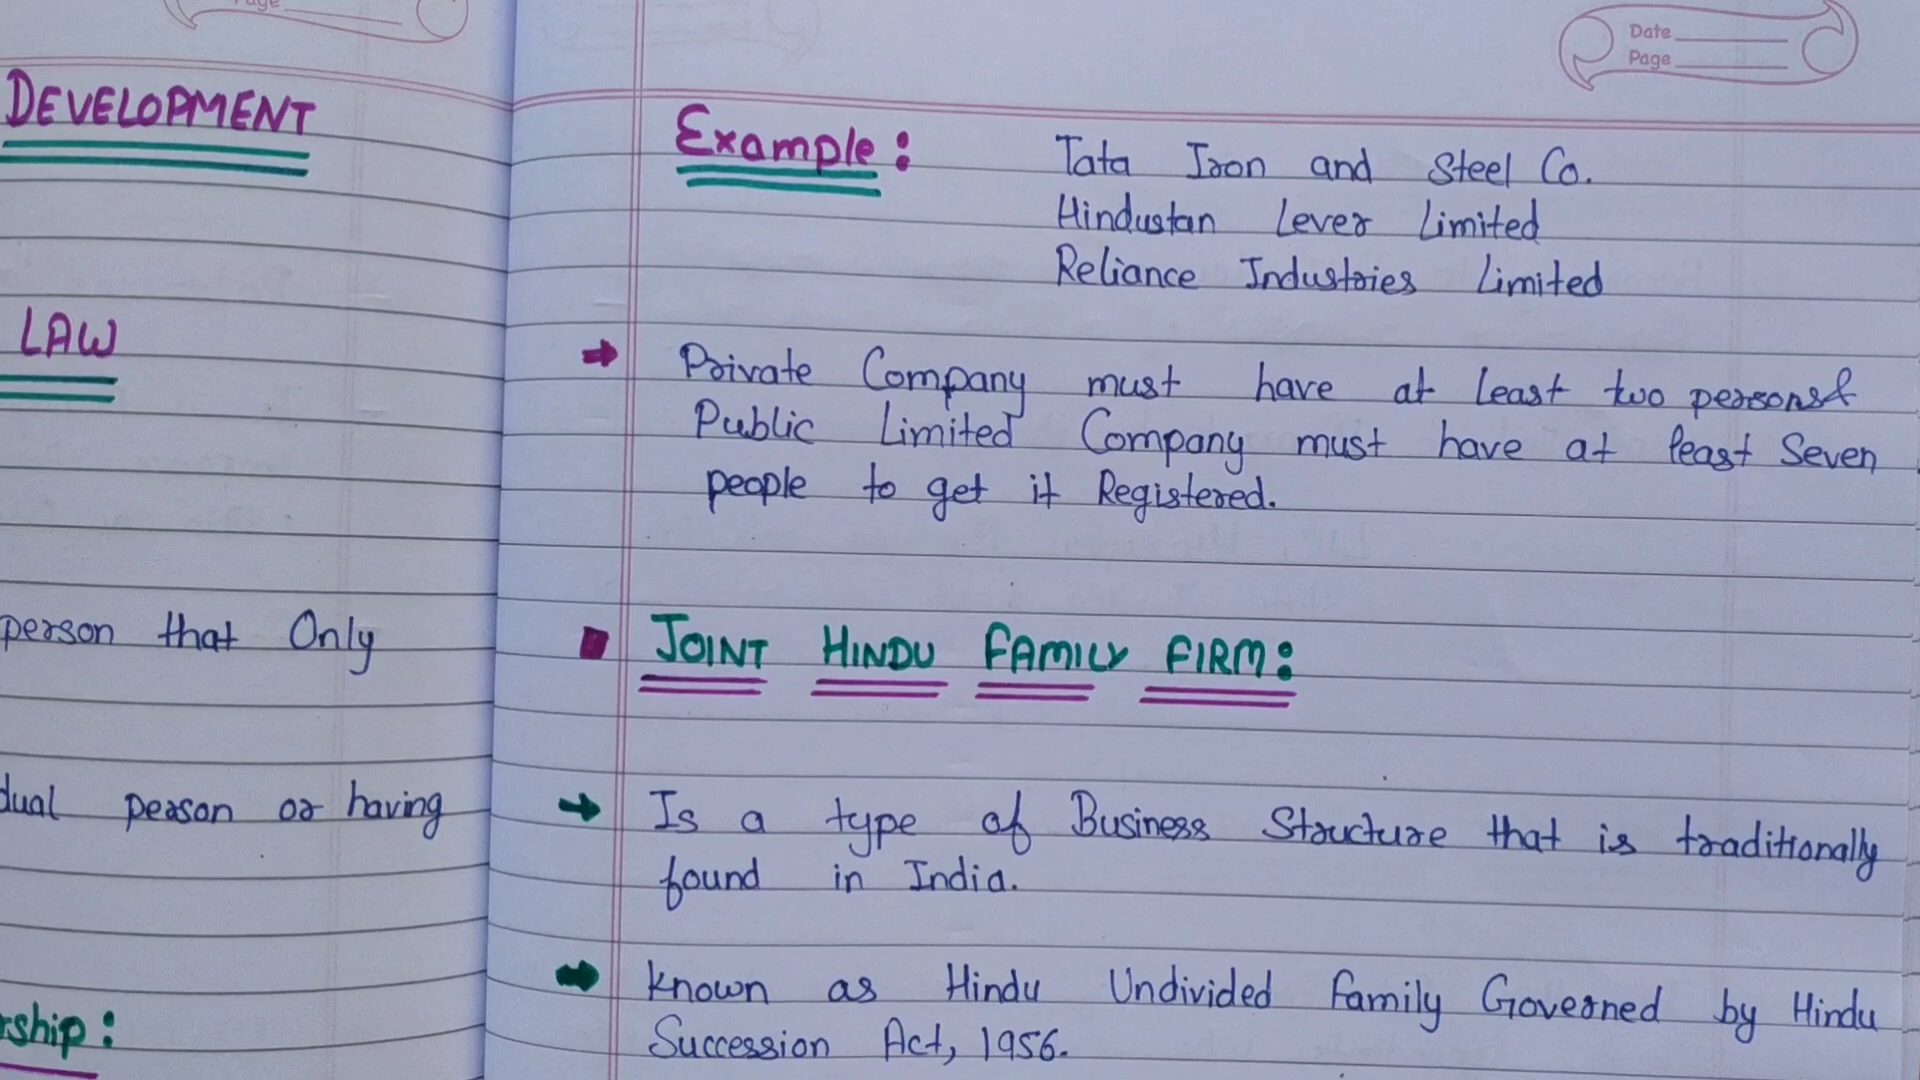 Page
DEVELOPMENT
LAW
person that Only
dual person or having
rship:
Date
Page
Example: Tata Iron and Steel Co.
Hindustan Lever Limited
Reliance Industries Limited
Private Company must have at least two persons&
Public Limited Company must have at least Seven
people to get it Registered.
JOINT HINDU FAMILY FIRM:
Is a type of Business Structure that is traditionally
found in India.
Known as Hindu Undivided Family Governed by Hindu
Succession Act, 1956.